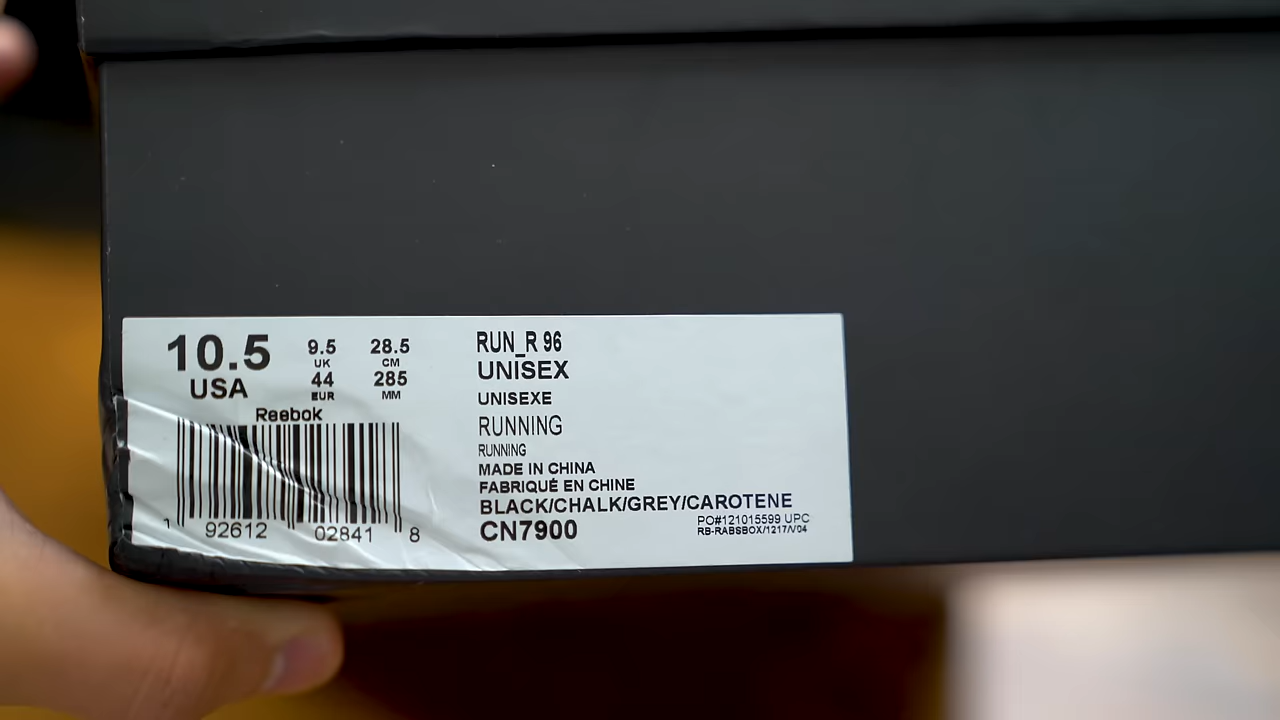 10.5
USA
9.5
UK
44
EUR
28.5
CM
285
MM
Reebok
1 92612 02841 8
RUN_R 96
UNISEX
UNISEXE
RUNNING
RUNNING
MADE IN CHINA
FABRIQUÉ EN CHINE
BLACK/CHALK/GREY/CAROTENE
CN7900
PO#121015599 UPC
RB-RABSBOX/1217/V04